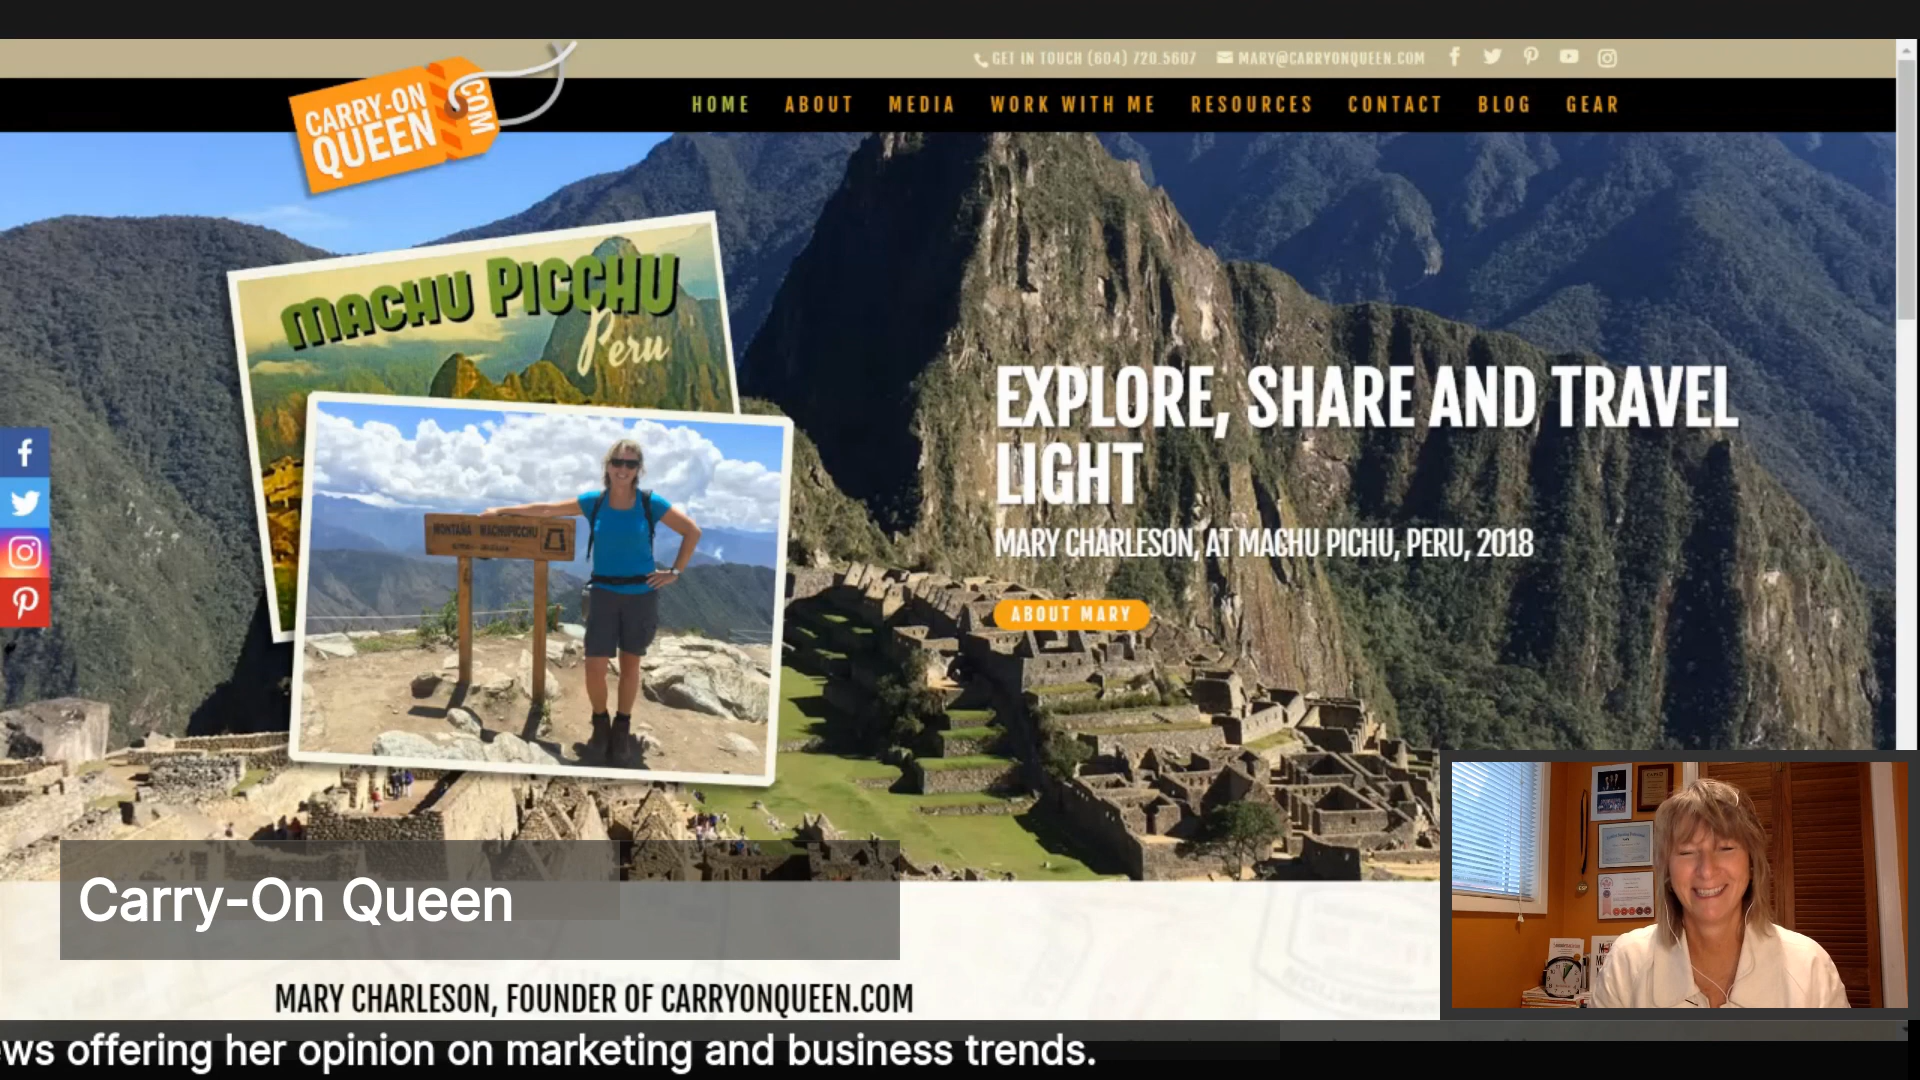 GET IN TOUCH (604) 720.5607
MARY@CARRYONQUEEN.COM
CARRY-ON
QUEEN
.COM
HOME ABOUT MEDIA WORK WITH ME RESOURCES CONTACT BLOG GEAR
MACHU PICCHU
Peru
MONTAÑA MACHUPICCHU
EXPLORE, SHARE AND TRAVEL
LIGHT
MARY CHARLESON, AT MACHU PICHU, PERU, 2018
ABOUT MARY
Carry-On Queen
MARY CHARLESON, FOUNDER OF CARRYONQUEEN.COM
ws offering her opinion on marketing and business trends.